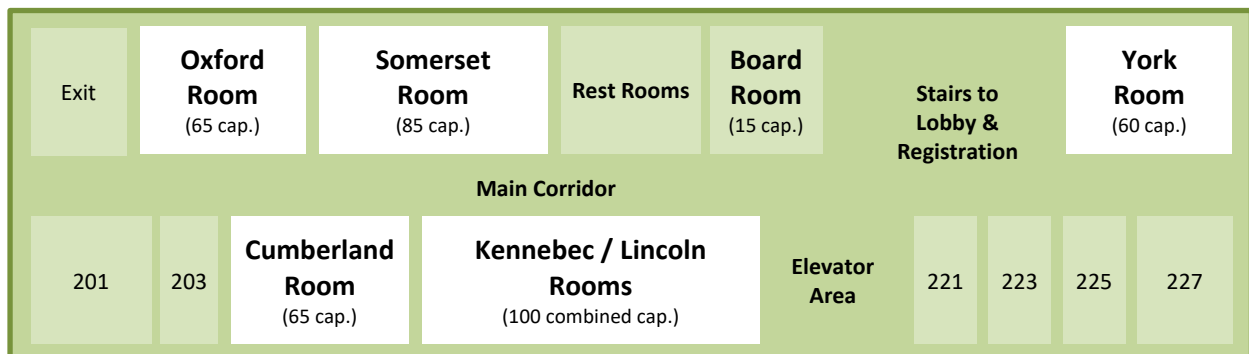 Exit
Oxford
Room
(65 cap.)
Somerset
Room
(85 cap.)
Rest Rooms
Board
Room
(15 cap.)
Stairs to
Lobby &
Registration
York
Room
(60 cap.)
Main Corridor
201
203
Cumberland
Room
(65 cap.)
Kennebec / Lincoln
Rooms
(100 combined cap.)
Elevator
Area
221
223
225
227